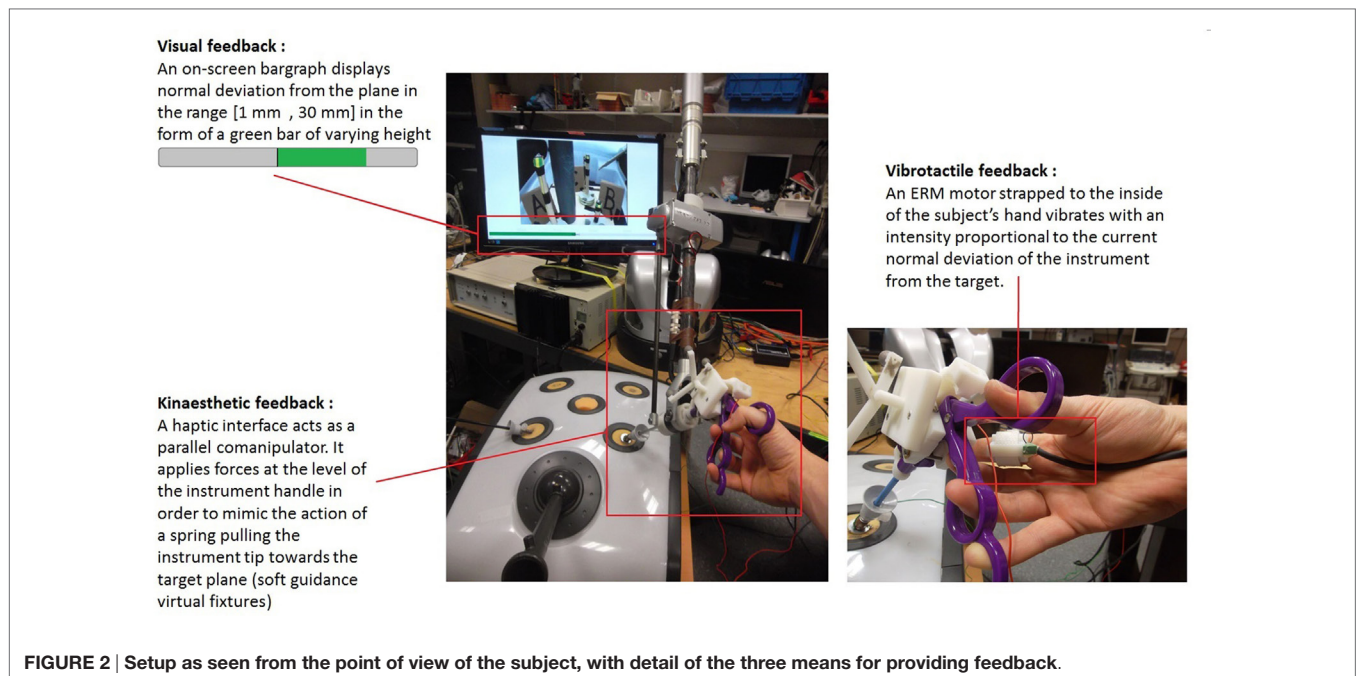 Visual feedback :
An on-screen bargraph displays
normal deviation from the plane in
the range [1 mm , 30 mm] in the
form of a green bar of varying height
Kinaesthetic feedback :
A haptic interface acts as a
parallel comanipulator. It
applies forces at the level of
the instrument handle in
order to mimic the action of
a spring pulling the
instrument tip towards the
target plane (soft guidance
virtual fixtures)
A
B
Vibrotactile feedback :
An ERM motor strapped to the inside
of the subject's hand vibrates with an
intensity proportional to the current
normal deviation of the instrument
from the target.
FIGURE 2 | Setup as seen from the point of view of the subject, with detail of the three means for providing feedback.